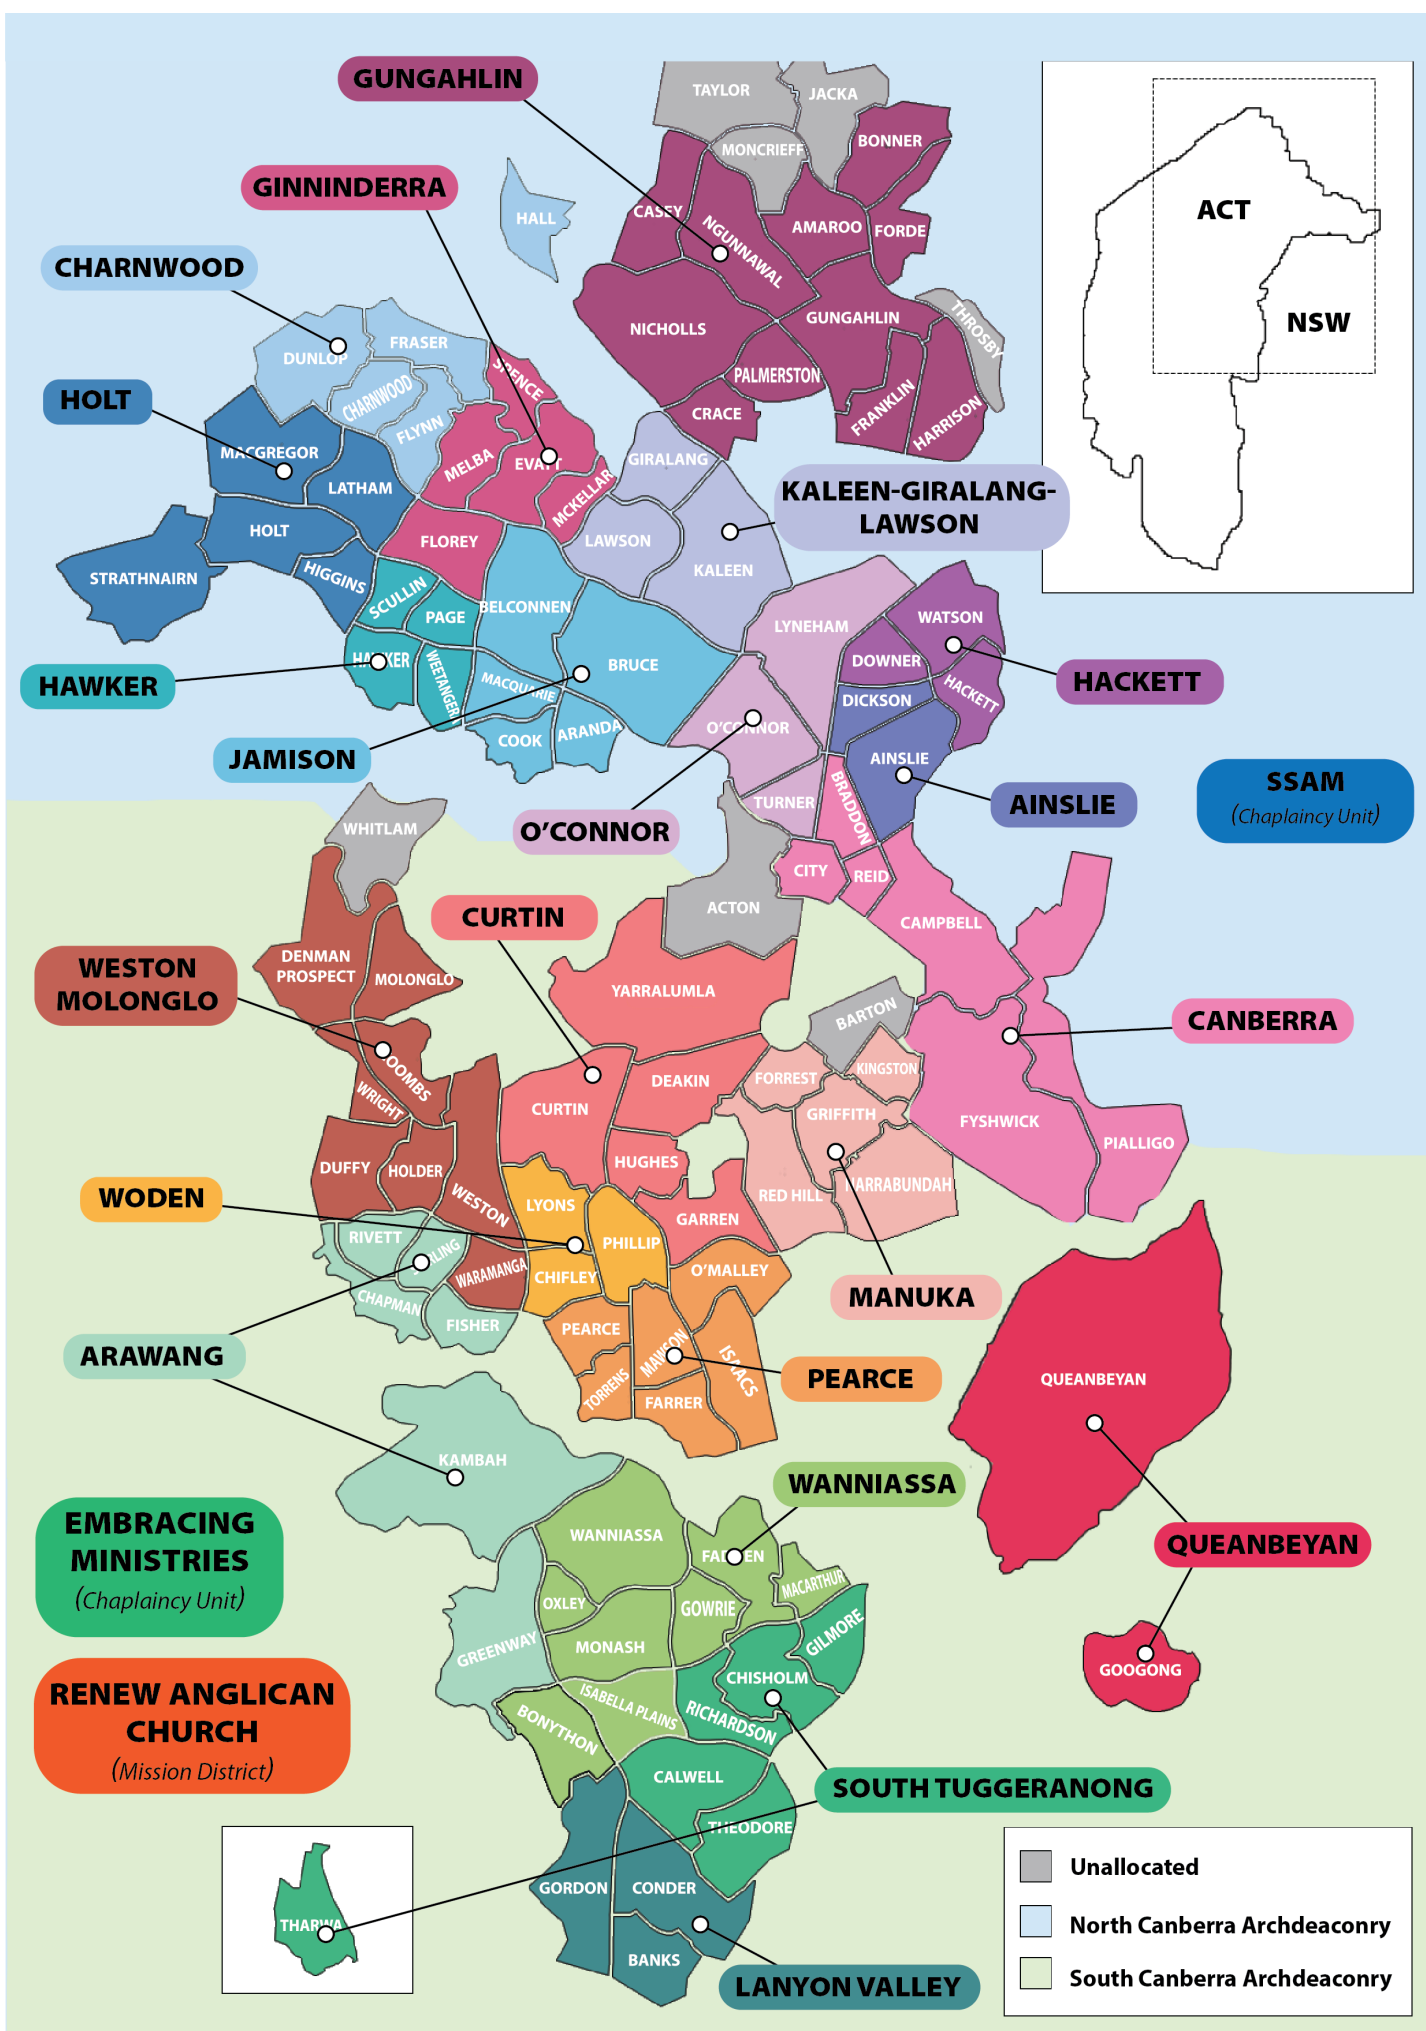 GUNGAHLIN
TAYLOR
JACKA
MONCRIEFF
BONNER
GINNINDERRA
HALL
CASEY
NGUNNAWAL
AMAROO
FORDE
ACT
NSW
CHARNWOOD
NICHOLLS
GUNGAHLIN
THROSBY
DUNLOP
FRASER
SPENCE
PALMERSTON
CHARNWOOD
FLYNN
CRACE
FRANKLIN
HARRISON
HOLT
MACGREGOR
LATHAM
MELBA
EVATT
MCKELLAR
GIRALANG
KALEEN-GIRALANG-
LAWSON
HOLT
STRATHNAIRN
HIGGINS
FLOREY
LAWSON
KALEEN
SCULLIN
PAGE
BELCONNEN
LYNEHAM
WATSON
HAWKER
HAWKER
WEETANGERA
MACQUARIE
BRUCE
DOWNER
HACKETT
HACKETT
DICKSON
JAMISON
COOK
ARANDA
O'CONNOR
AINSLIE
AINSLIE
SSAM
(Chaplaincy Unit)
WHITLAM
O'CONNOR
TURNER
BRADDON
CITY
REID
CURTIN
ACTON
CAMPBELL
WESTON
MOLONGLO
DENMAN
PROSPECT
MOLONGLO
YARRALUMLA
BARTON
CANBERRA
COOMBS
WRIGHT
CURTIN
DEAKIN
FORREST
KINGSTON
GRIFFITH
FYSHWICK
PIALLIGO
DUFFY
HOLDER
WESTON
HUGHES
RED HILL
NARRABUNDAH
WODEN
LYONS
GARREN
RIVETT
STIRLING
WARAMANGA
PHILLIP
CHIFLEY
O'MALLEY
CHAPMAN
FISHER
MANUKA
ARAWANG
PEARCE
MAWSON
ISAACS
PEARCE
TORRENS
FARRER
QUEANBEYAN
KAMBAH
WANNIASSA
EMBRACING
MINISTRIES
(Chaplaincy Unit)
WANNIASSA
FADDEN
MACARTHUR
QUEANBEYAN
OXLEY
GOWRIE
GILMORE
GREENWAY
MONASH
CHISHOLM
GOOGONG
RENEW ANGLICAN
CHURCH
(Mission District)
ISABELLA PLAINS
RICHARDSON
BONYTHON
CALWELL
SOUTH TUGGERANONG
THEODORE
THARWA
GORDON
CONDER
BANKS
LANYON VALLEY
Unallocated
North Canberra Archdeaconry
South Canberra Archdeaconry